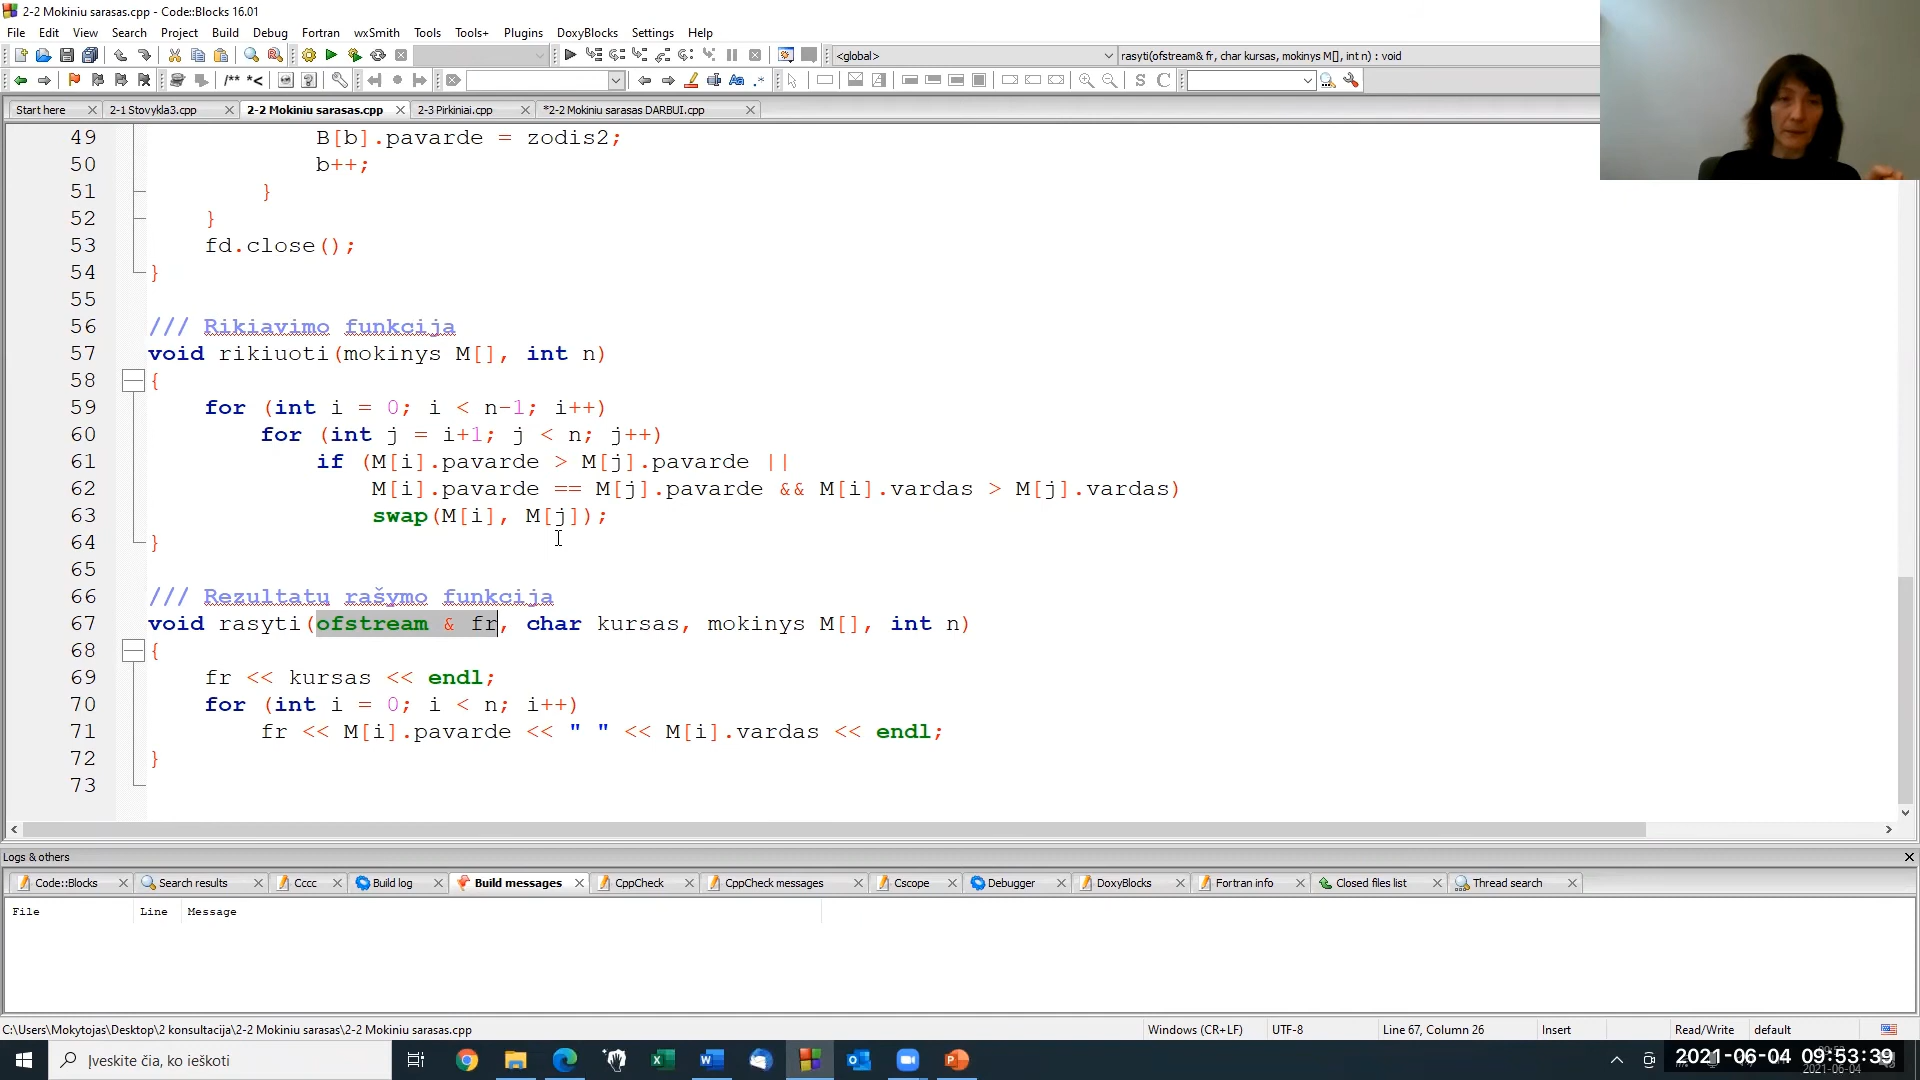 2-2 Mokiniu sarasas.cpp - Code::Blocks 16.01
File Edit View Search Project Build Debug Fortran wxSmith Tools Tools+ Plugins Settings Help
<global> rasyti(ofstream& fr, char kursas, mokinys M[], int n) : void
/** *<
Start here 2-1 Stovykla3.cpp 2-2 Mokiniu sarasas.cpp 2-3 Pirkiniai.cpp *2-2 Mokiniu sarasas DARBUI.cpp
49 B[b].pavarde = zodis2;
50 b++;
51 }
52 }
53 fd.close();
54 }
55
56 /// Rikiavimo funkcija
57 void rikiuoti(mokinys M[], int n)
58 {
59 for (int i = 0; i < n-1; i++)
60 for (int j = i+1; j < n; j++)
61 if (M[i].pavarde > M[j].pavarde ||
62 M[i].pavarde == M[j].pavarde && M[i].vardas > M[j].vardas)
63 swap(M[i], M[j]);
64 }
65
66 /// Rezultatų rašymo funkcija
67 void rasyti(ofstream & fr, char kursas, mokinys M[], int n)
68 {
69 fr << kursas << endl;
70 for (int i = 0; i < n; i++)
71 fr << M[i].pavarde << " " << M[i].vardas << endl;
72 }
73
Logs & others
Code::Blocks Search results Cccc Build log Build messages CppCheck CppCheck messages Cscope Debugger DoxyBlocks Fortran info Closed files list Thread search
File Line Message
C:\Users\Mokytojas\Desktop\2 konsultacija\2-2 Mokiniu sarasas\2-2 Mokiniu sarasas.cpp Windows (CR+LF) UTF-8 Line 67, Column 26 Insert Read/Write default
Įveskite čia, ko ieškoti
2021-06-04 09:53:39
2021-06-04